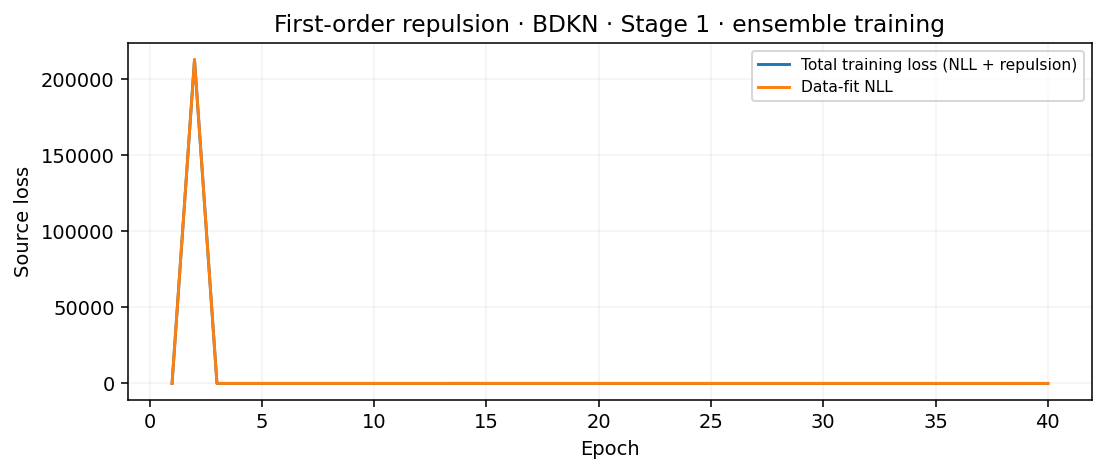 First-order repulsion · BDKN · Stage 1 · ensemble training
Total training loss (NLL + repulsion)
Data-fit NLL
Source loss
200000
150000
100000
50000
0
0 5 10 15 20 25 30 35 40
Epoch